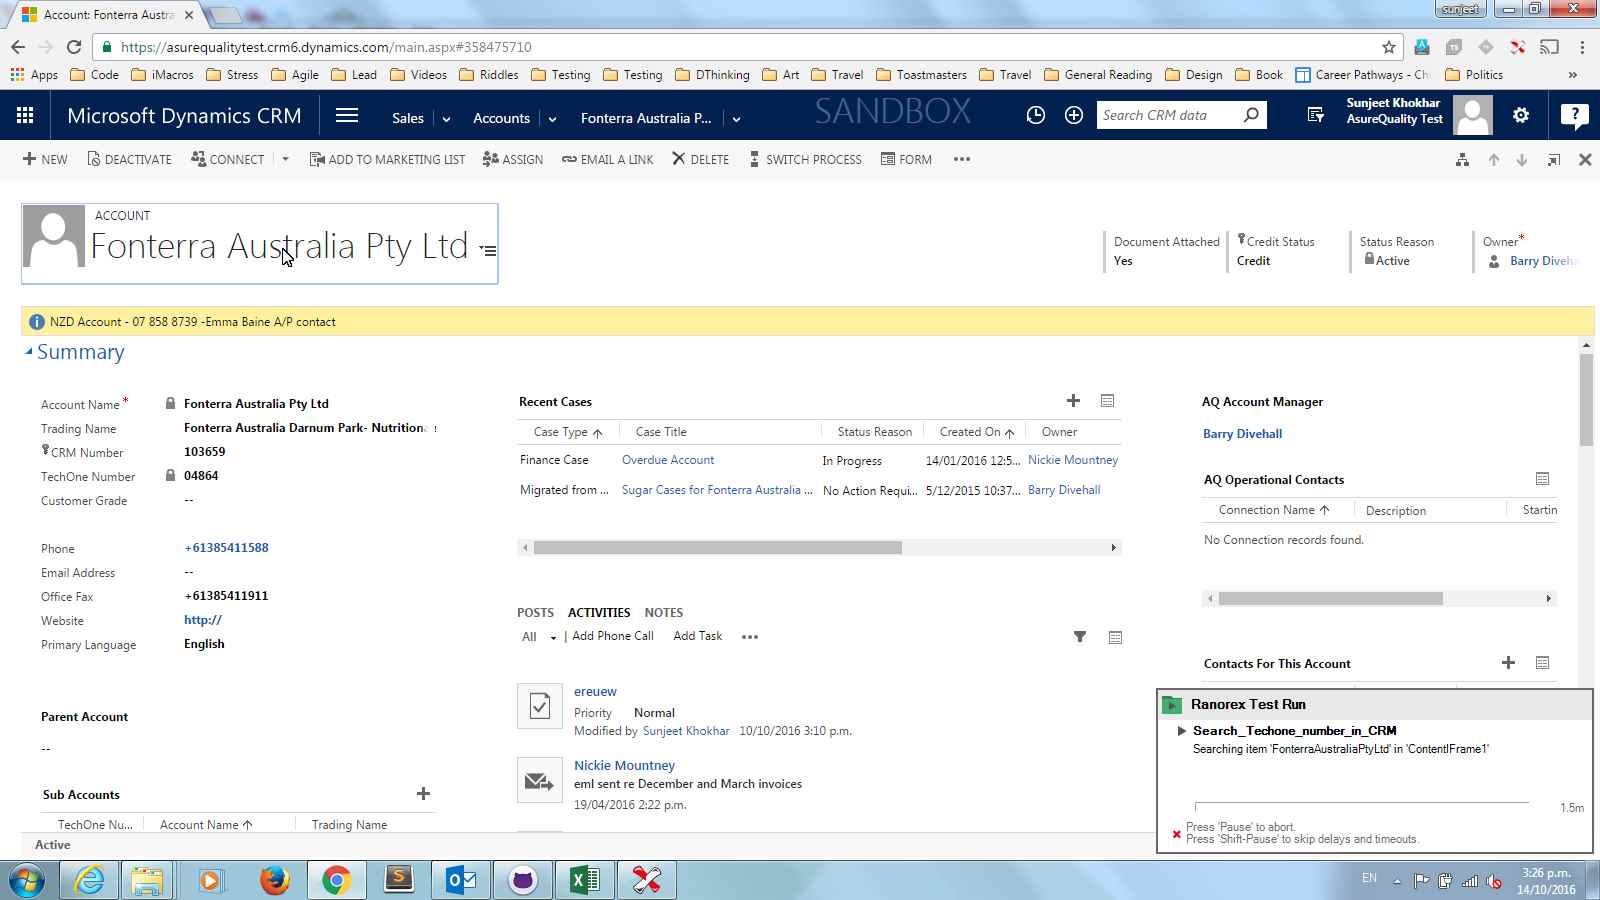 Account: Fonterra Austra
sunjeet
https://asurequalitytest.crm6.dynamics.com/main.aspx#358475710
Apps Code iMacros Stress Agile Lead Videos Riddles Testing Testing DThinking Art Travel Toastmasters Travel General Reading Design Book Career Pathways - Ch Politics »
Microsoft Dynamics CRM Sales Accounts Fonterra Australia P... SANDBOX Search CRM data Sunjeet Khokhar
AsureQuality Test
NEW DEACTIVATE CONNECT ADD TO MARKETING LIST ASSIGN EMAIL A LINK DELETE SWITCH PROCESS FORM •••
ACCOUNT
Fonterra Australia Pty Ltd
Document Attached Credit Status Status Reason Owner*
Yes Credit Active Barry Diveha
NZD Account - 07 858 8739 -Emma Baine A/P contact
Summary
Account Name* Fonterra Australia Pty Ltd
Trading Name Fonterra Australia Darnum Park- Nutritiona
CRM Number 103659
TechOne Number 04864
Customer Grade --
Phone +61385411588
Email Address --
Office Fax +61385411911
Website http://
Primary Language English
Parent Account
--
Sub Accounts
TechOne Nu... Account Name Trading Name
Recent Cases
Case Type Case Title Status Reason Created On Owner
Finance Case Overdue Account In Progress 14/01/2016 12:5... Nickie Mountney
Migrated from ... Sugar Cases for Fonterra Australia ... No Action Requi... 5/12/2015 10:37... Barry Divehall
POSTS ACTIVITIES NOTES
All | Add Phone Call Add Task •••
ereuew
Priority Normal
Modified by Sunjeet Khokhar 10/10/2016 3:10 p.m.
Nickie Mountney
eml sent re December and March invoices
19/04/2016 2:22 p.m.
AQ Account Manager
Barry Divehall
AQ Operational Contacts
Connection Name Description Startin
No Connection records found.
Contacts For This Account
Ranorex Test Run
Search_Techone_number_in_CRM
Searching item 'FonterraAustraliaPtyLtd' in 'ContentIFrame1'
1.5m
Press 'Pause' to abort.
Press 'Shift-Pause' to skip delays and timeouts.
Active
EN
3:26 p.m.
14/10/2016